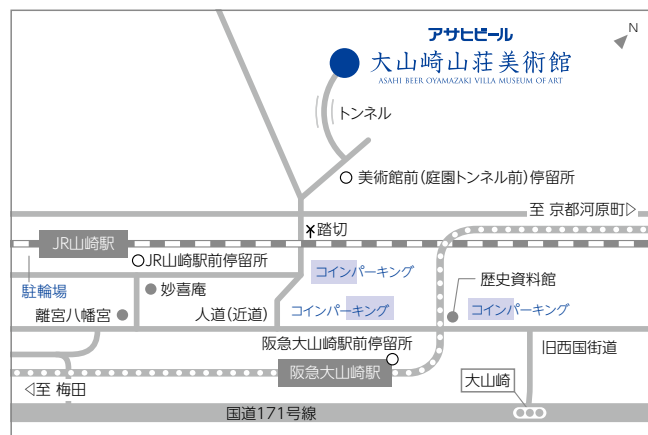 アサヒビール
N
大山崎山荘美術館
ASAHI BEER OYAMAZAKI VILLA MUSEUM OF ART
トンネル
美術館前(庭園トンネル前)停留所
至 京都河原町▷
踏切
JR山崎駅
JR山崎駅前停留所
コインパーキング
歴史資料館
駐輪場
妙喜庵
離宮八幡宮
人道(近道)
コインパーキング
コインパーキング
阪急大山崎駅前停留所
旧西国街道
阪急大山崎駅
大山崎
◁至 梅田
国道171号線